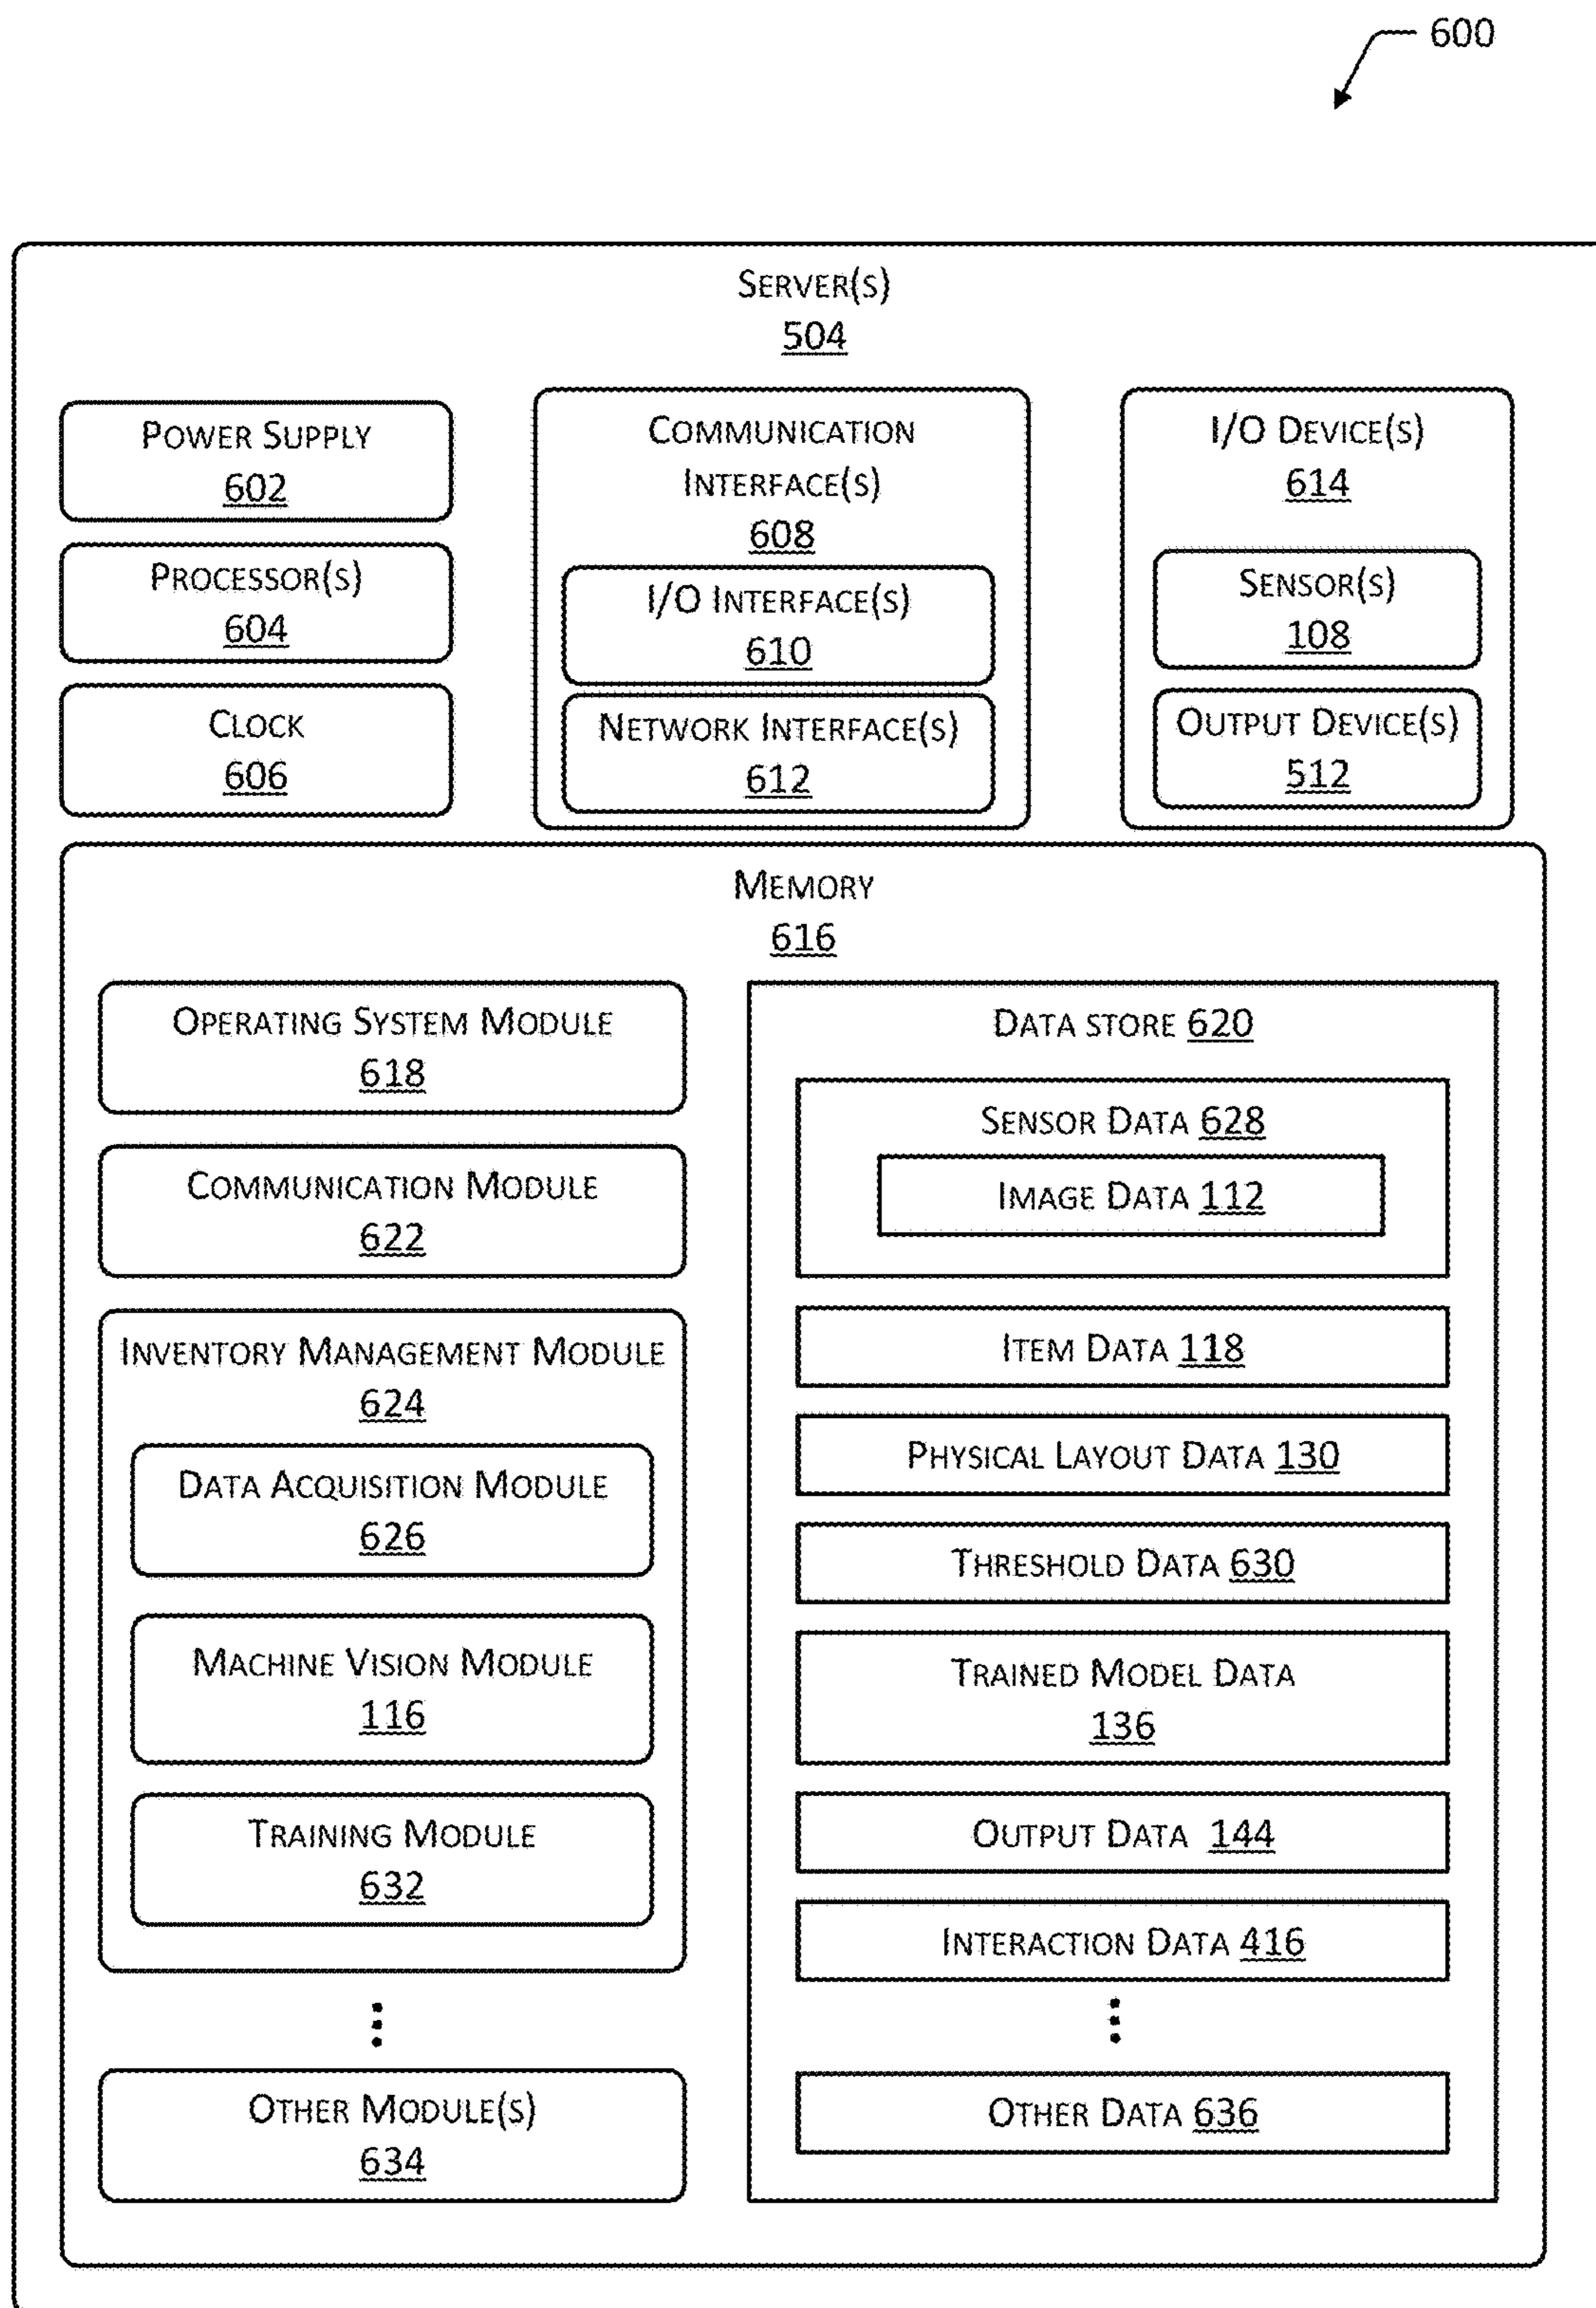 600
SERVER(S)
504
POWER SUPPLY
602
PROCESSOR(S)
604
CLOCK
606
COMMUNICATION
INTERFACE(S)
608
I/O INTERFACE(S)
610
NETWORK INTERFACE(S)
612
I/O DEVICE(S)
614
SENSOR(S)
108
OUTPUT DEVICE(S)
512
MEMORY
616
OPERATING SYSTEM MODULE
618
COMMUNICATION MODULE
622
INVENTORY MANAGEMENT MODULE
624
DATA ACQUISITION MODULE
626
MACHINE VISION MODULE
116
TRAINING MODULE
632
OTHER MODULE(S)
634
DATA STORE 620
SENSOR DATA 628
IMAGE DATA 112
ITEM DATA 118
PHYSICAL LAYOUT DATA 130
THRESHOLD DATA 630
TRAINED MODEL DATA
136
OUTPUT DATA 144
INTERACTION DATA 416
OTHER DATA 636